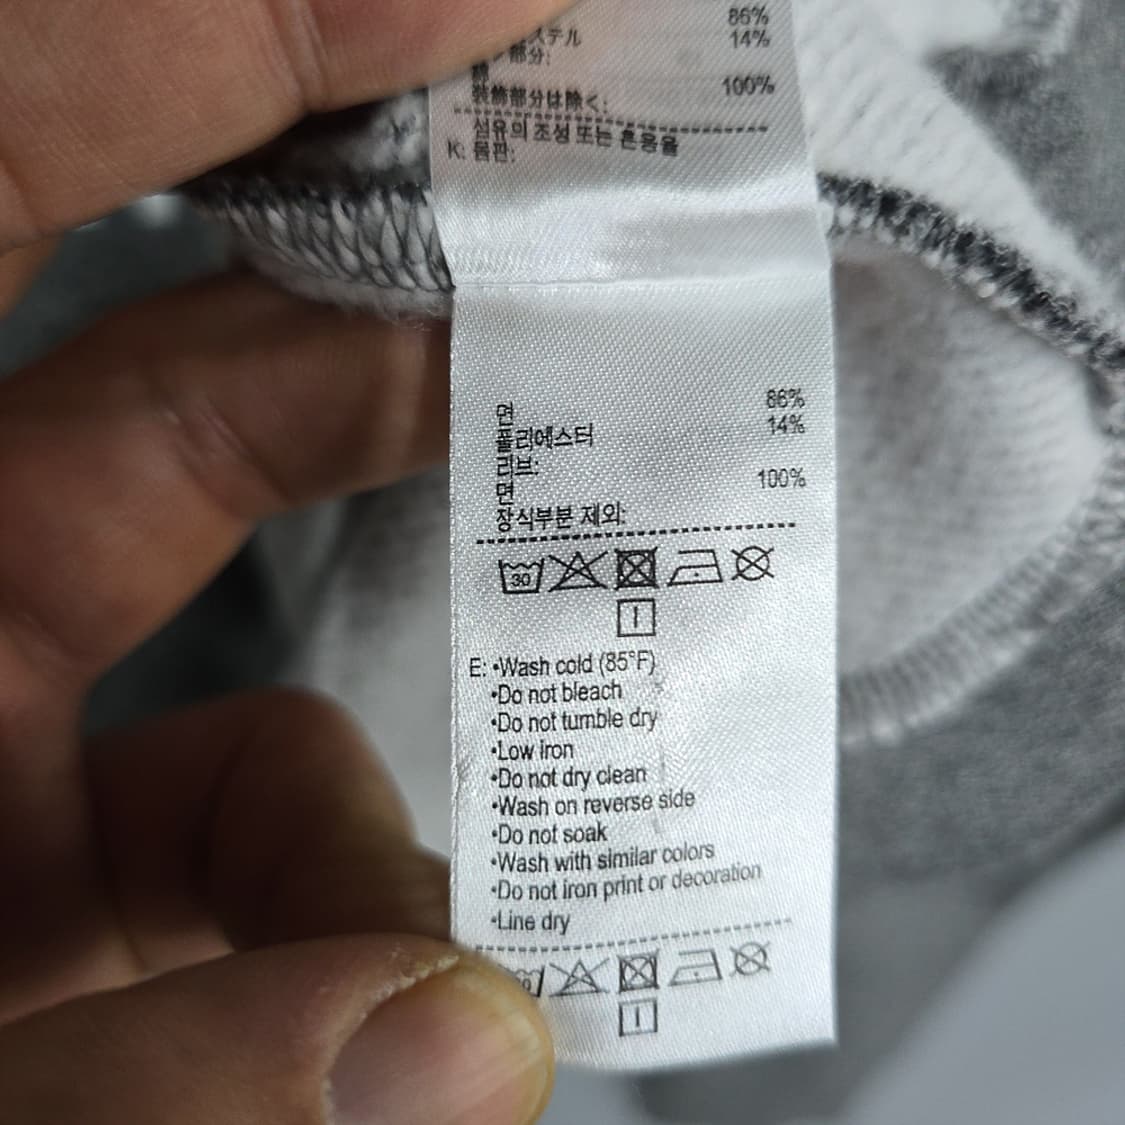 86%
ステル 14%
部分:
綿 100%
装飾部分は除く:
섬유의 조성 또는 혼용율
K: 몸판:
면 86%
폴리에스터 14%
리브:
면 100%
장식부분 제외:
30
E: •Wash cold (85°F)
•Do not bleach
•Do not tumble dry
•Low iron
•Do not dry clean
•Wash on reverse side
•Do not soak
•Wash with similar colors
•Do not iron print or decoration
•Line dry